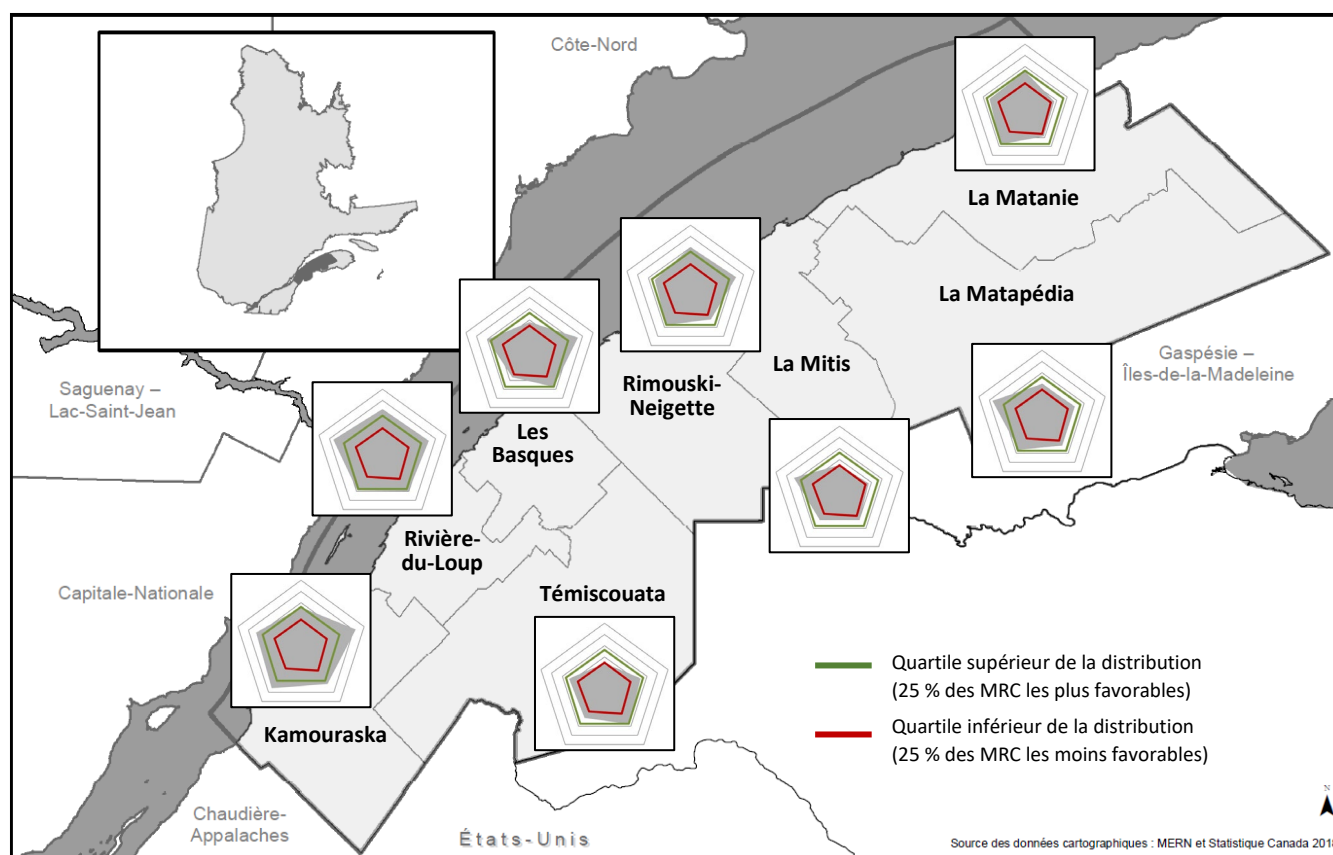 Côte-Nord
La Matanie
La Matapédia
Gaspésie –
Îles-de-la-Madeleine
La Mitis
Rimouski-
Neigette
Saguenay –
Lac-Saint-Jean
Les
Basques
Rivière-
du-Loup
Capitale-Nationale
Témiscouata
Kamouraska
Quartile supérieur de la distribution
(25 % des MRC les plus favorables)
Quartile inférieur de la distribution
(25 % des MRC les moins favorables)
Chaudière-
Appalaches
États-Unis
N
Source des données cartographiques : MERN et Statistique Canada 2018